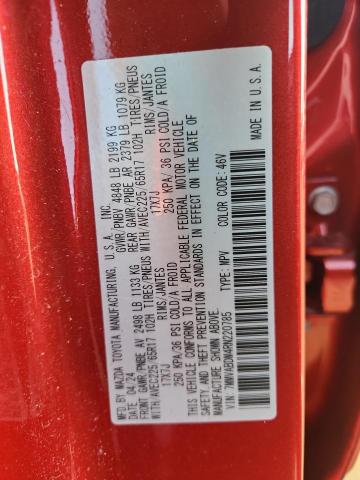 MFD. BY: MAZDA TOYOTA MANUFACTURING, U.S.A., INC.
DATE: 04/24 GVWR/PNBV 4848 LB 2199 KG
FRONT GAWR/PNBE AV 2498 LB 1133 KG REAR GAWR/PNBE AR 2379 LB 1079 KG
WITH/AVEC225/65R17 102H TIRES/PNEUS WITH/AVEC225/65R17 102H TIRES/PNEUS
17X7J RIMS/JANTES 17X7J RIMS/JANTES
250 KPA/ 36 PSI COLD/A FROID 250 KPA/ 36 PSI COLD/A FROID
THIS VEHICLE CONFORMS TO ALL APPLICABLE FEDERAL MOTOR VEHICLE
SAFETY AND THEFT PREVENTION STANDARDS IN EFFECT ON THE DATE OF
MANUFACTURE SHOWN ABOVE.
VIN: 7MMVABDM4RN220785 TYPE: MPV COLOR CODE: 46V
MADE IN U.S.A.